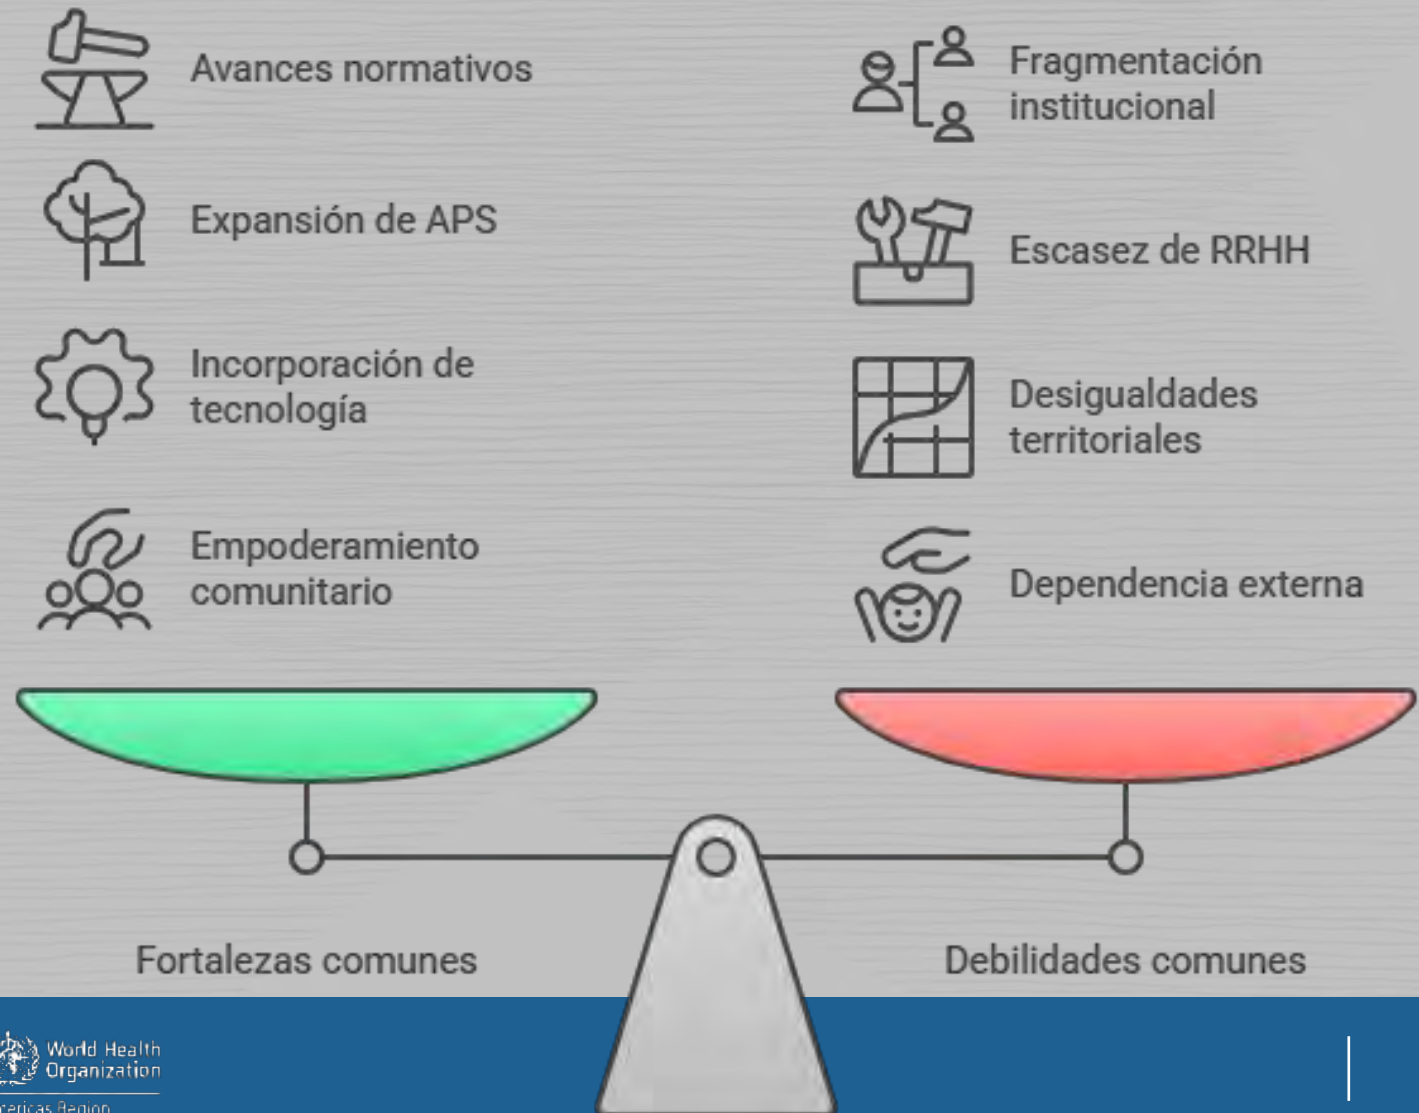 Avances normativos
Expansión de APS
Incorporación de
tecnología
Empoderamiento
comunitario
Fragmentación
institucional
Escasez de RRHH
Desigualdades
territoriales
Dependencia externa
Fortalezas comunes
Debilidades comunes
World Health
Organization
Region